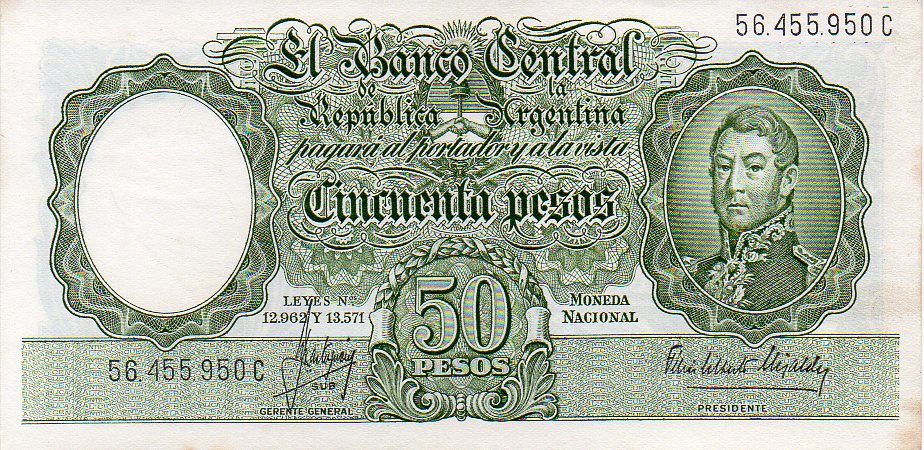 56.455.950 C
El Banco Central
de la
República Argentina
pagará al portador y a la vista
Cincuenta pesos
LEYES Nos
12.962 Y 13.571
50
PESOS
MONEDA
NACIONAL
56.455.950 C
SUB
GERENTE GENERAL
PRESIDENTE